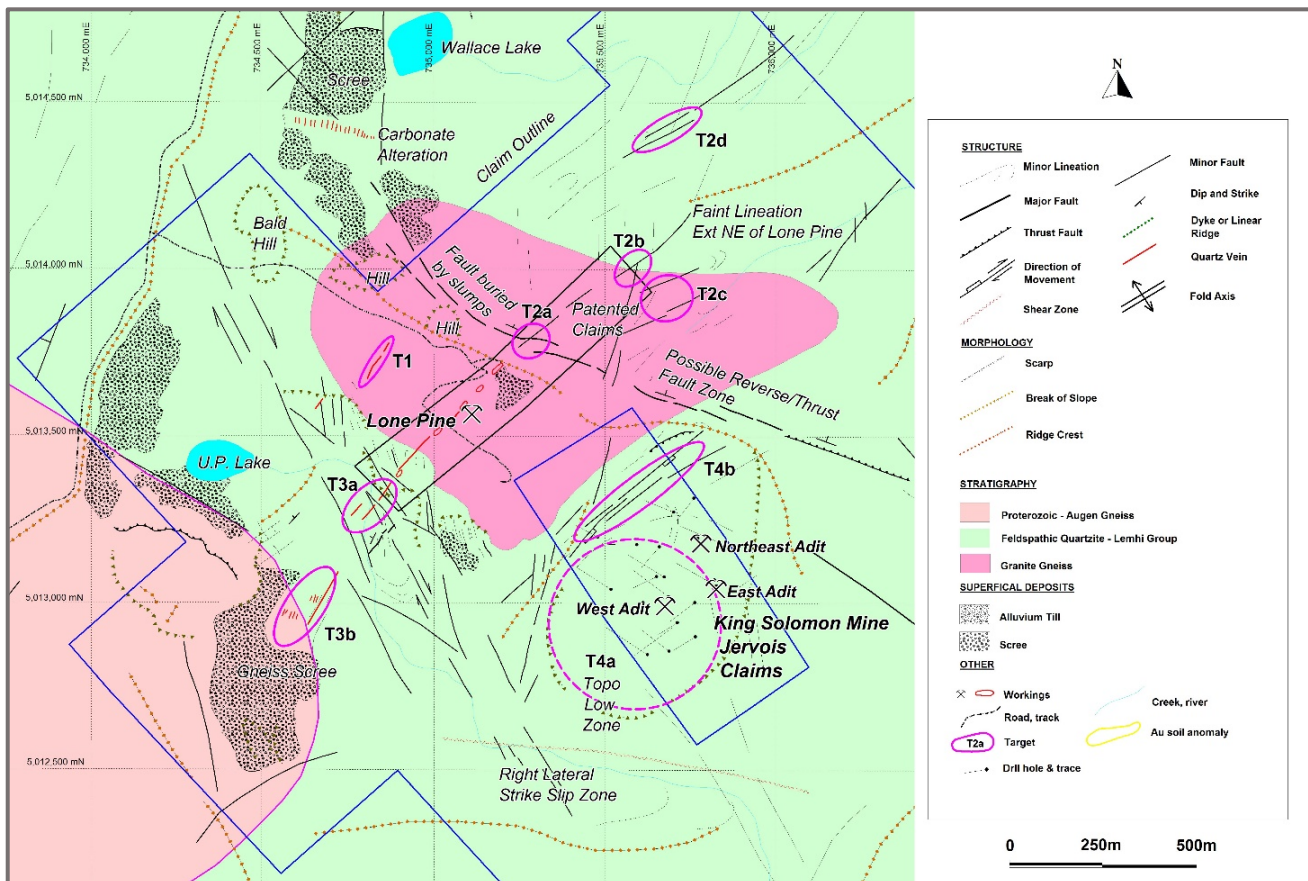 734,000 mE
734,500 mE
735,000 mE
735,500 mE
736,000 mE
5,014,500 mN
5,014,000 mN
5,013,500 mN
5,013,000 mN
5,012,500 mN
Wallace Lake
Scree
Carbonate
Alteration
Claim Outline
T2d
Bald
Hill
Hill
Hill
Fault buried
by slumps
Faint Lineation
Ext NE of Lone Pine
T2b
T2c
T2a
Patented
Claims
T1
Lone Pine
Possible Reverse/Thrust
Fault Zone
U.P. Lake
T3a
T4b
Northeast Adit
East Adit
West Adit
King Solomon Mine
Jervois
Claims
T3b
Gneiss Scree
T4a
Topo
Low
Zone
Right Lateral
Strike Slip Zone
N
STRUCTURE
Minor Lineation
Major Fault
Thrust Fault
Direction of
Movement
Shear Zone
Minor Fault
Dip and Strike
Dyke or Linear
Ridge
Quartz Vein
Fold Axis
MORPHOLOGY
Scarp
Break of Slope
Ridge Crest
STRATIGRAPHY
Proterozoic - Augen Gneiss
Feldspathic Quartzite - Lemhi Group
Granite Gneiss
SUPERFICAL DEPOSITS
Alluvium Till
Scree
OTHER
Workings
Road, track
T2a
Target
Drll hole & trace
Creek, river
Au soil anomaly
0 250m 500m